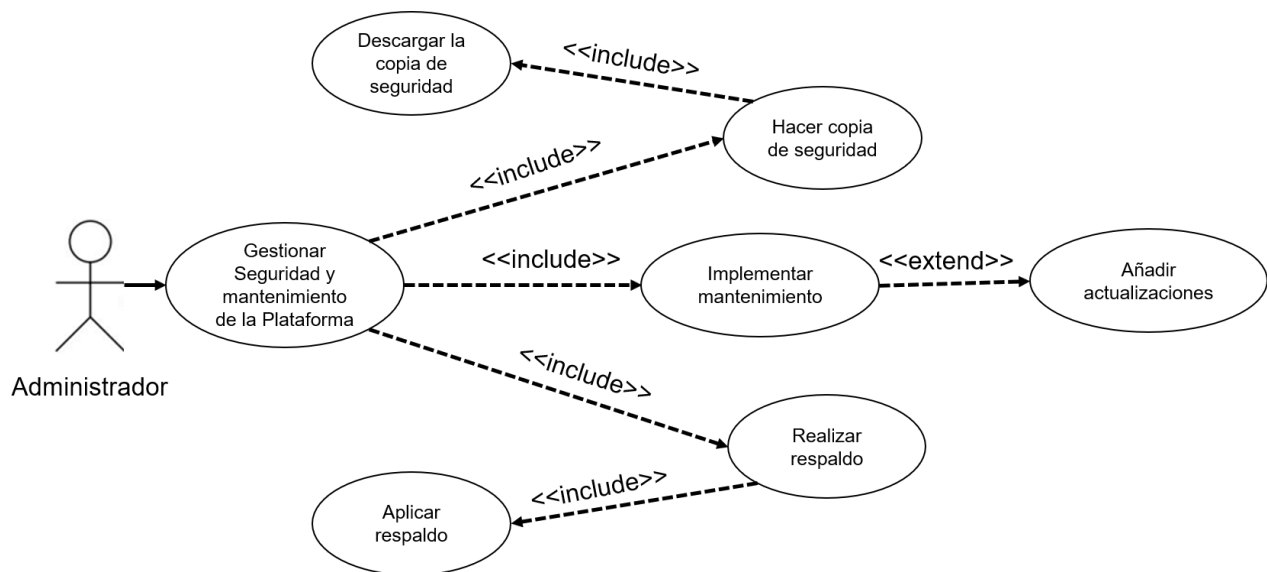 Descargar la
copia de
seguridad
<<include>>
Hacer copia
de seguridad
<<include>>
Gestionar
Seguridad y
mantenimiento
de la Plataforma
<<include>>
Implementar
mantenimiento
<<extend>>
Añadir
actualizaciones
Administrador
<<include>>
Realizar
respaldo
<<include>>
Aplicar
respaldo